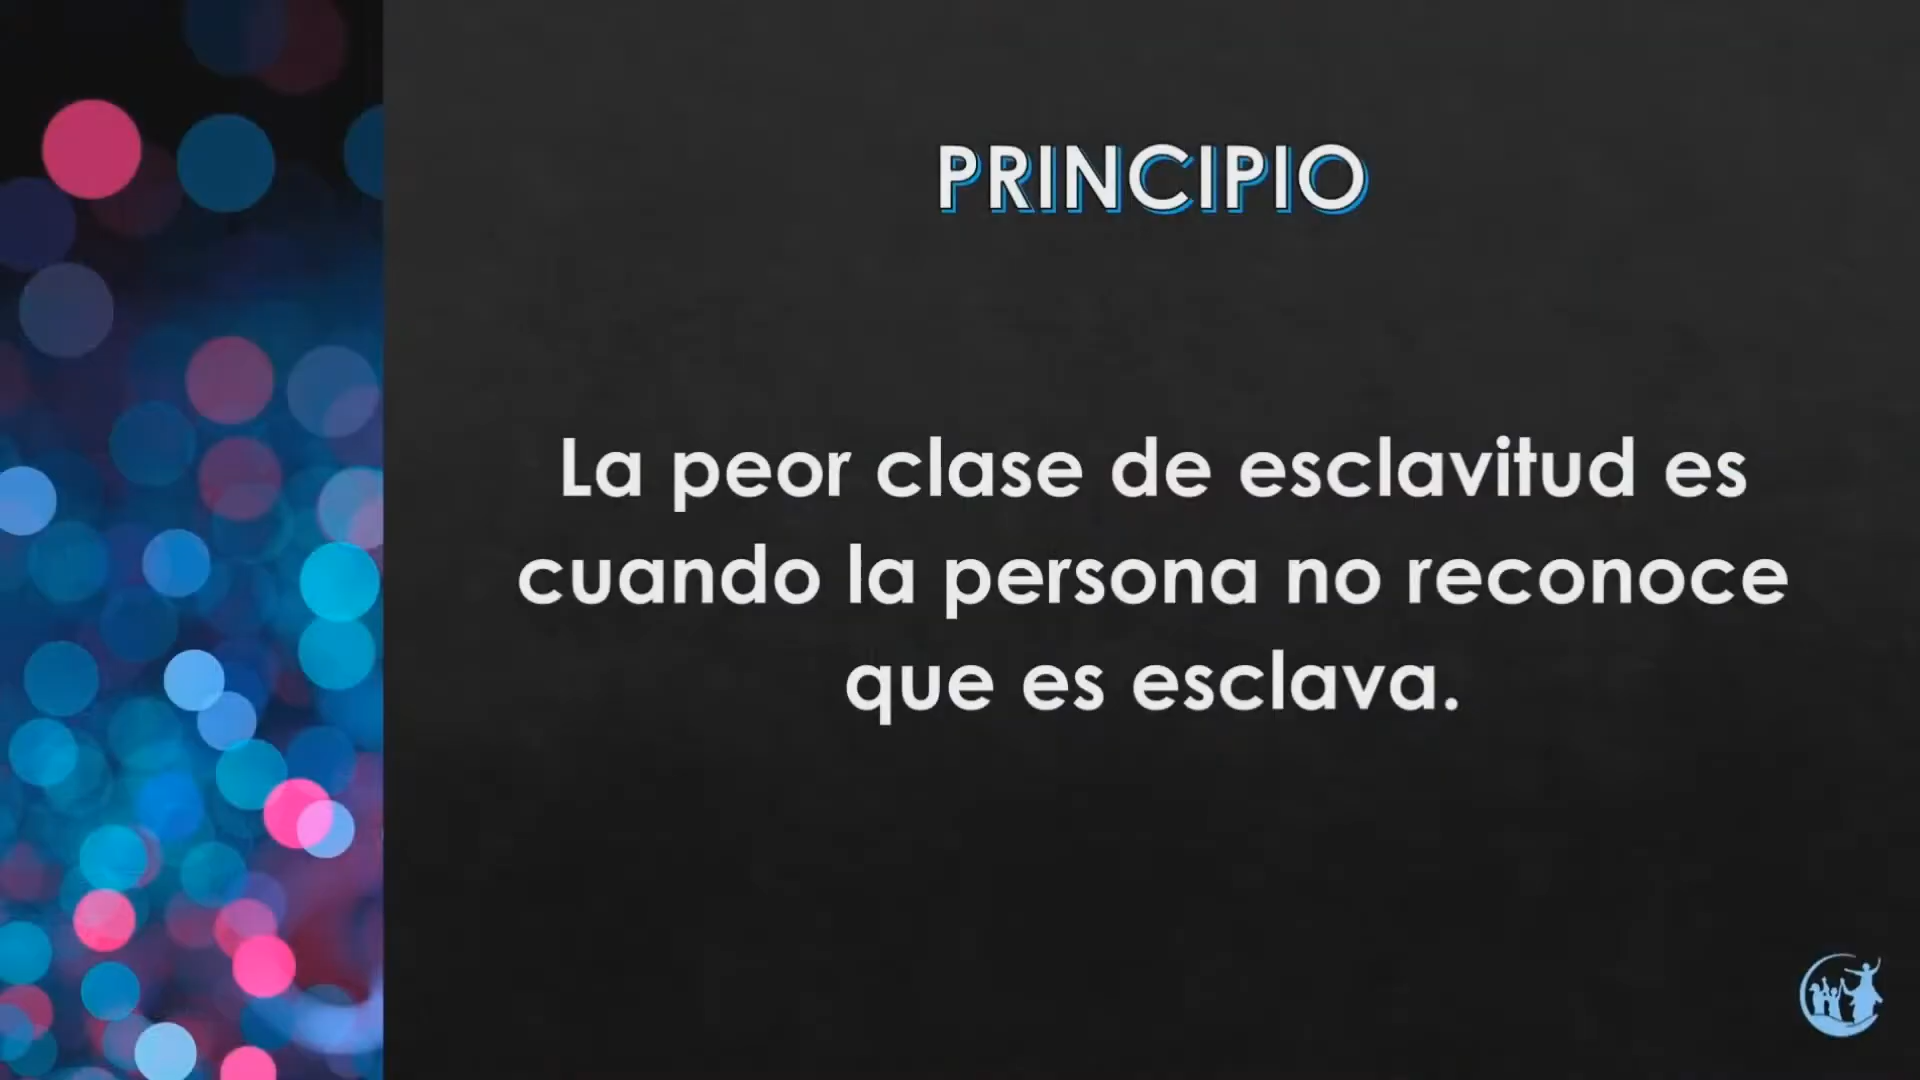 PRINCIPIO
La peor clase de esclavitud es
cuando la persona no reconoce
que es esclava.